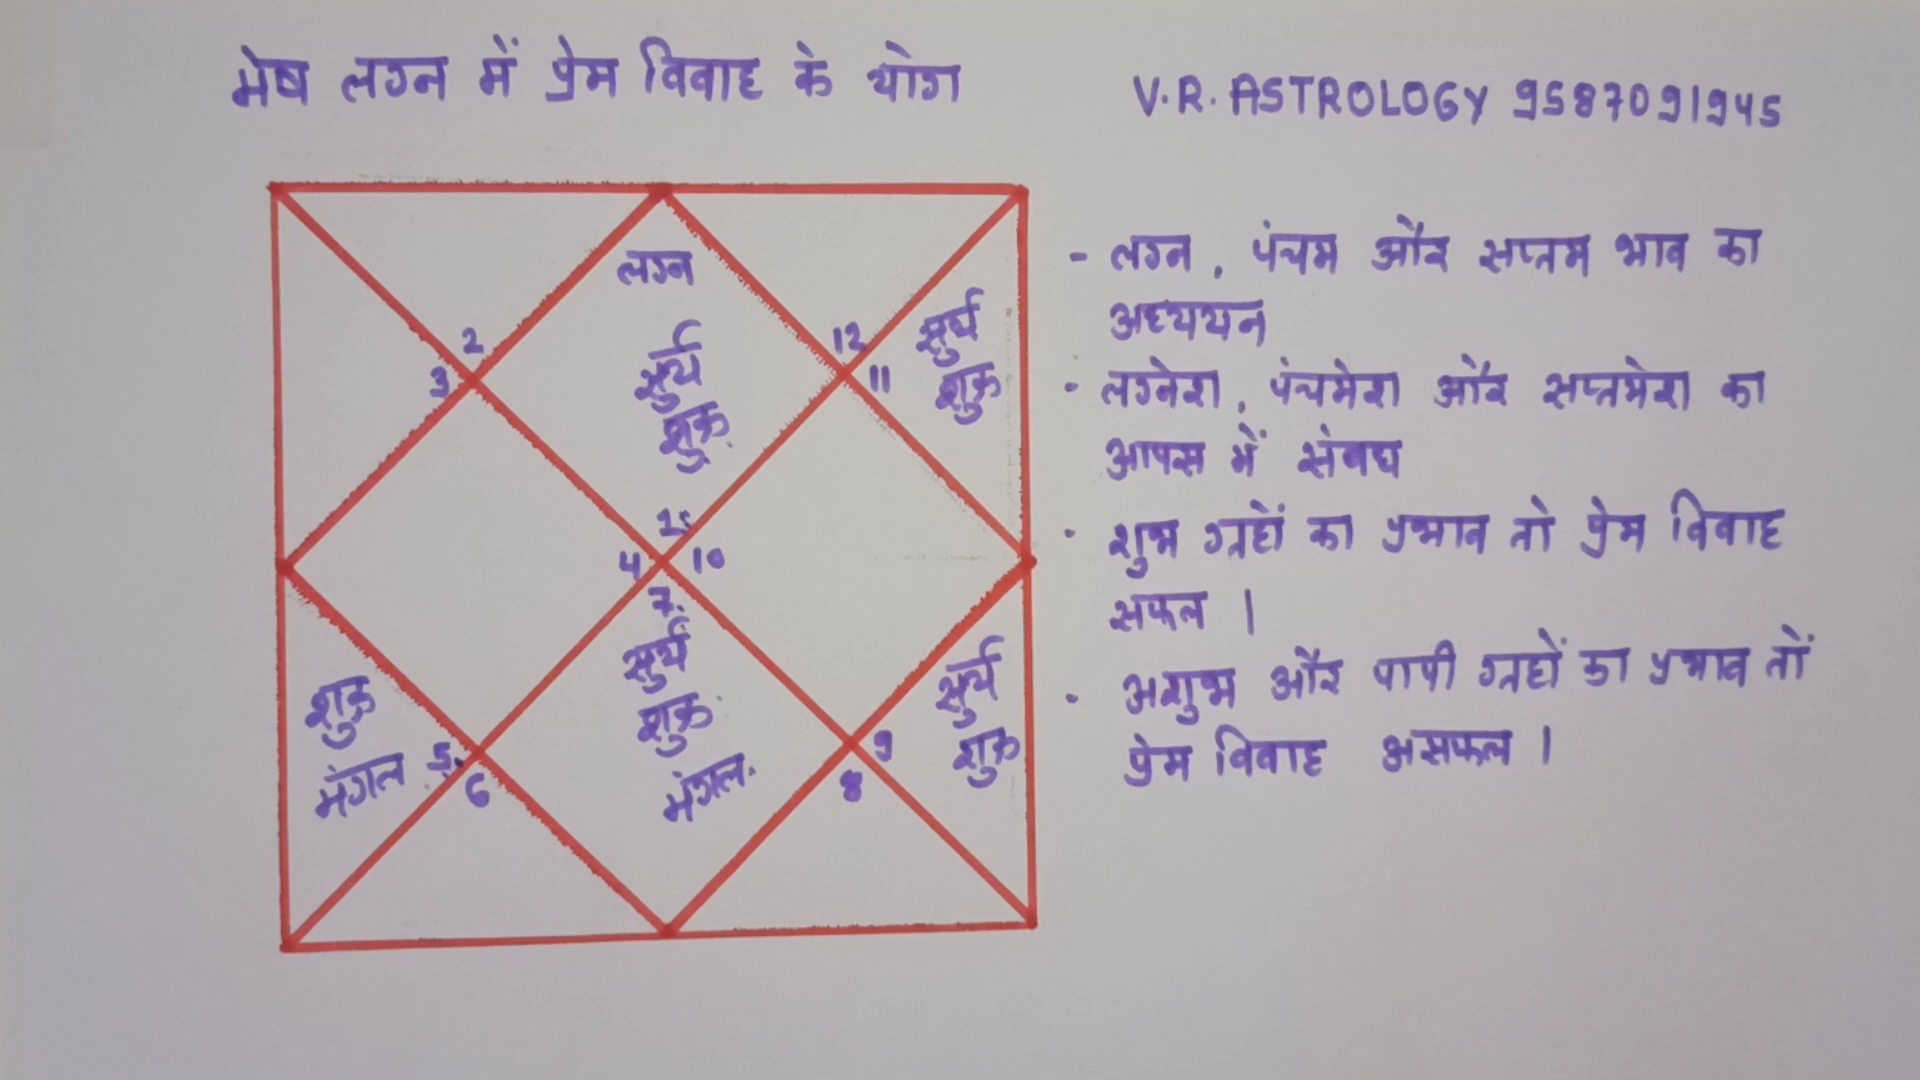 मेष लग्न में प्रेम विवाह के योग
V.R. ASTROLOGY 9587091945
लग्न
सूर्य
शुक्र
2
3
12
11
सूर्य
शुक्र
1
4
10
7
सूर्य
शुक्र
मंगल
शुक्र
मंगल
5
6
सूर्य
शुक्र
9
8
- लग्न, पंचम और सप्तम भाव का
अध्ययन
· लग्नेश, पंचमेश और सप्तमेश का
आपस में संबध
· शुभ ग्रहों का प्रभाव तो प्रेम विवाह
सफल ।
· अशुभ और पापी ग्रहों का प्रभाव तों
प्रेम विवाह असफल ।